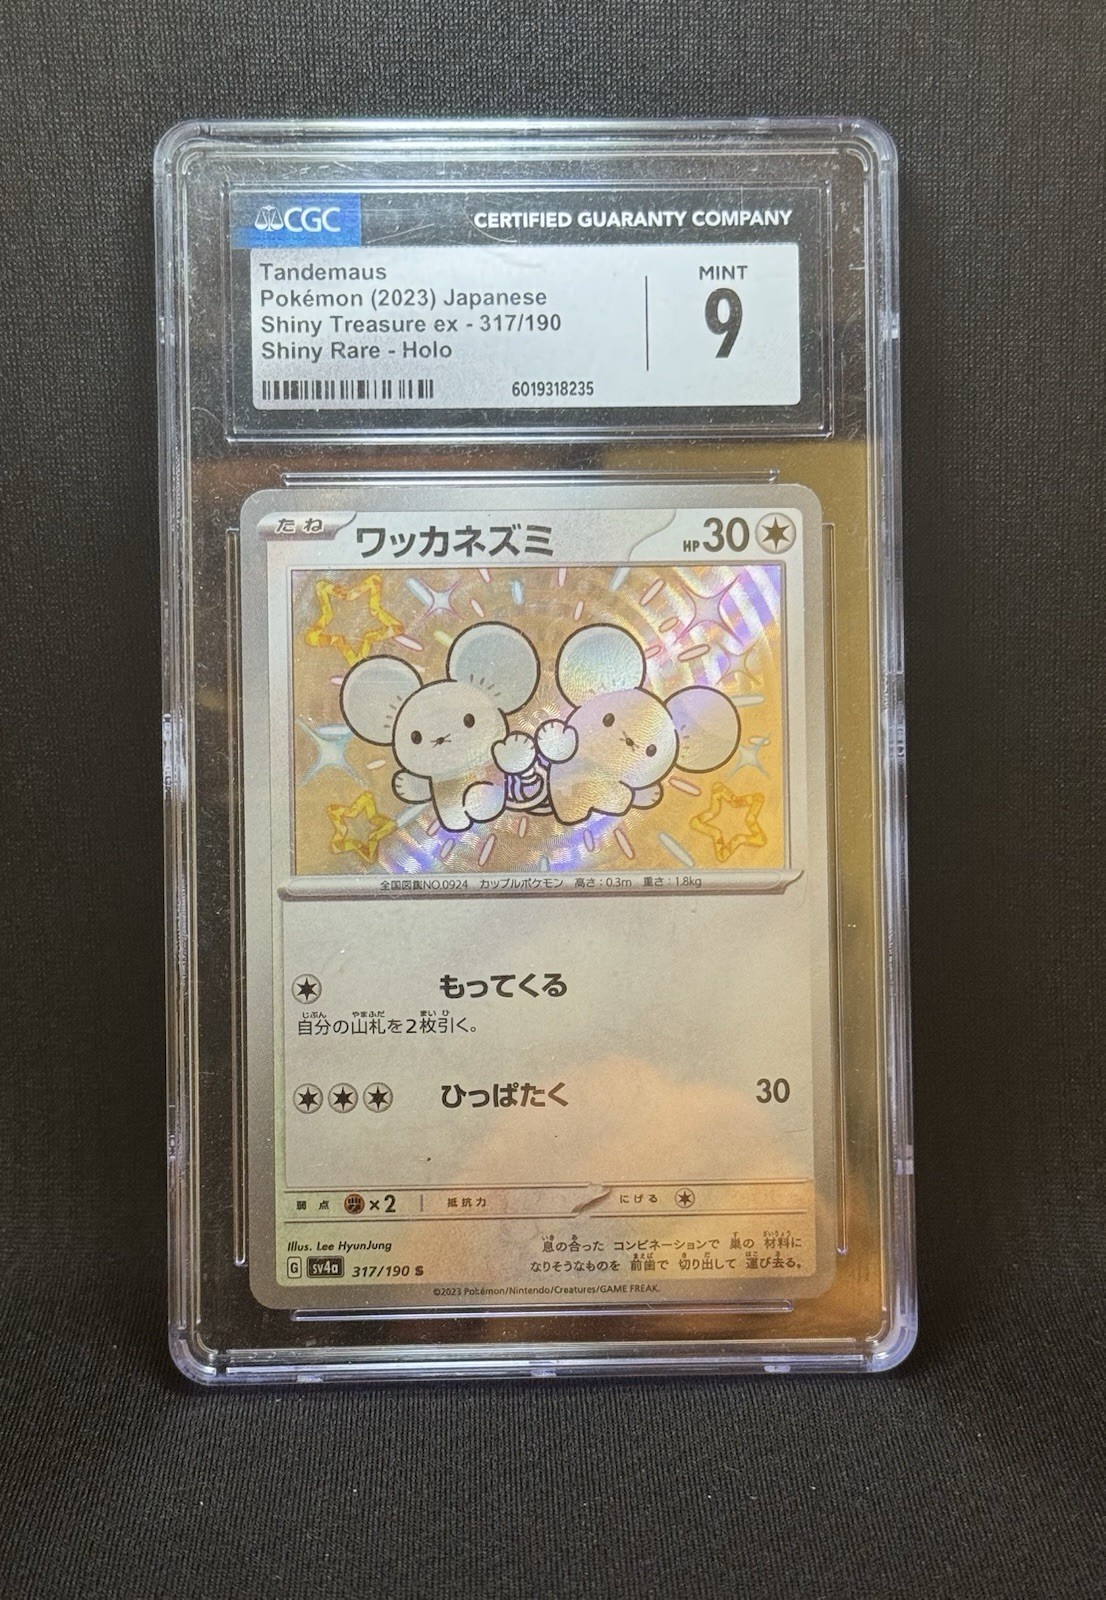 CGC
CERTIFIED GUARANTY COMPANY
Tandemaus
Pokémon (2023) Japanese
Shiny Treasure ex - 317/190
Shiny Rare - Holo
MINT
9
6019318235
たね
ワッカネズミ
HP30
全国図鑑NO.0924 カップルポケモン 高さ:0.3m 重さ:1.8kg
もってくる
自分の山札を2枚引く。
ひっぱたく 30
弱点 ×2 抵抗力 にげる
Illus. Lee HyunJung
G sv4a 317/190 S
息の合った コンビネーションで 巣の 材料に
なりそうなものを 前歯で 切り出して 運び去る。
©2023 Pokémon/Nintendo/Creatures/GAME FREAK.